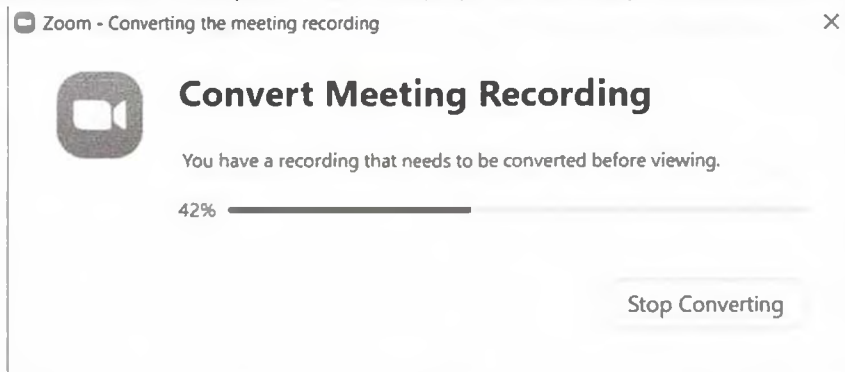 Zoom - Converting the meeting recording
Convert Meeting Recording
You have a recording that needs to be converted before viewing.
42%
Stop Converting